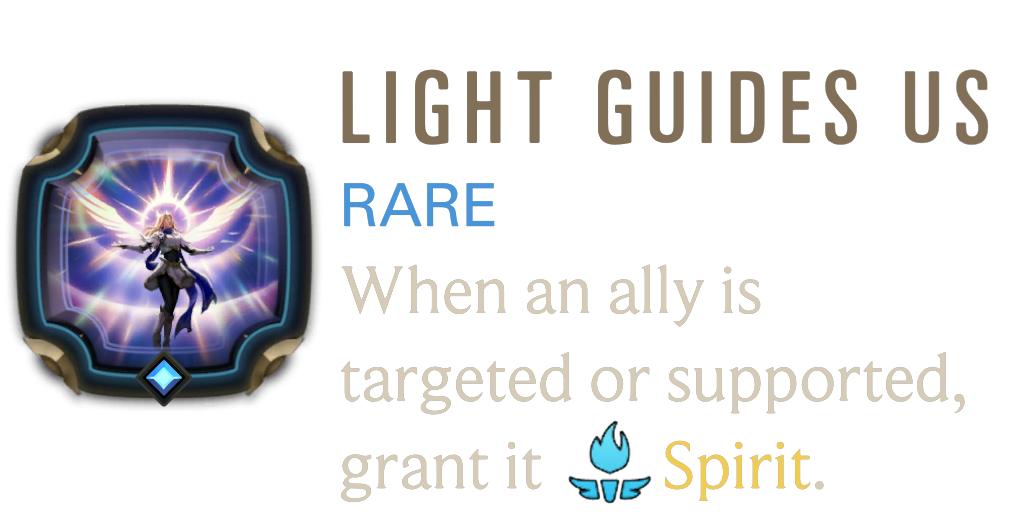 LIGHT GUIDES US
RARE
When an ally is
targeted or supported,
grant it Spirit.